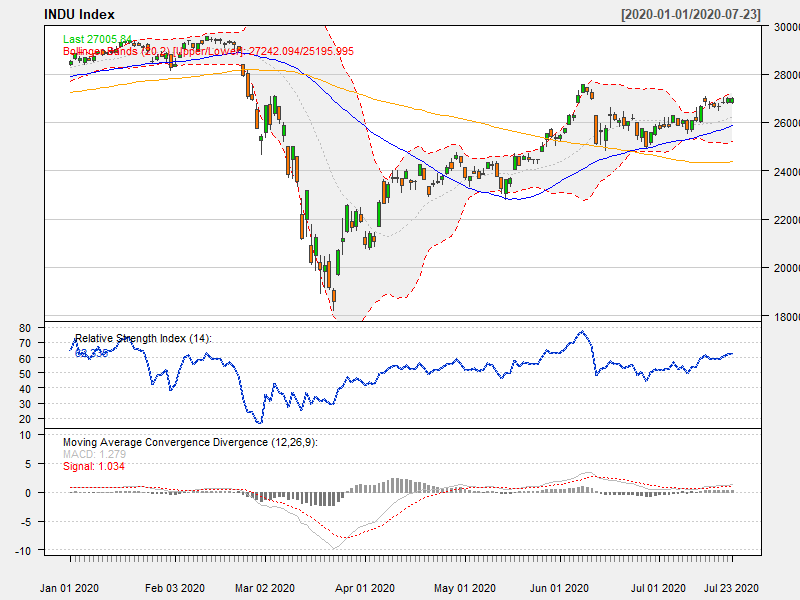 INDU Index [2020-01-01/2020-07-23]
Last 27005.84
Bollinger Bands (20,2) [Upper/Lower]: 27242.094/25195.995
30000
28000
26000
24000
22000
20000
18000
Relative Strength Index (14):
80
70
60
50
40
30
20
Moving Average Convergence Divergence (12,26,9):
MACD: 1.279
Signal: 1.034
10
5
0
-5
-10
Jan 01 2020 Feb 03 2020 Mar 02 2020 Apr 01 2020 May 01 2020 Jun 01 2020 Jul 01 2020 Jul 23 2020